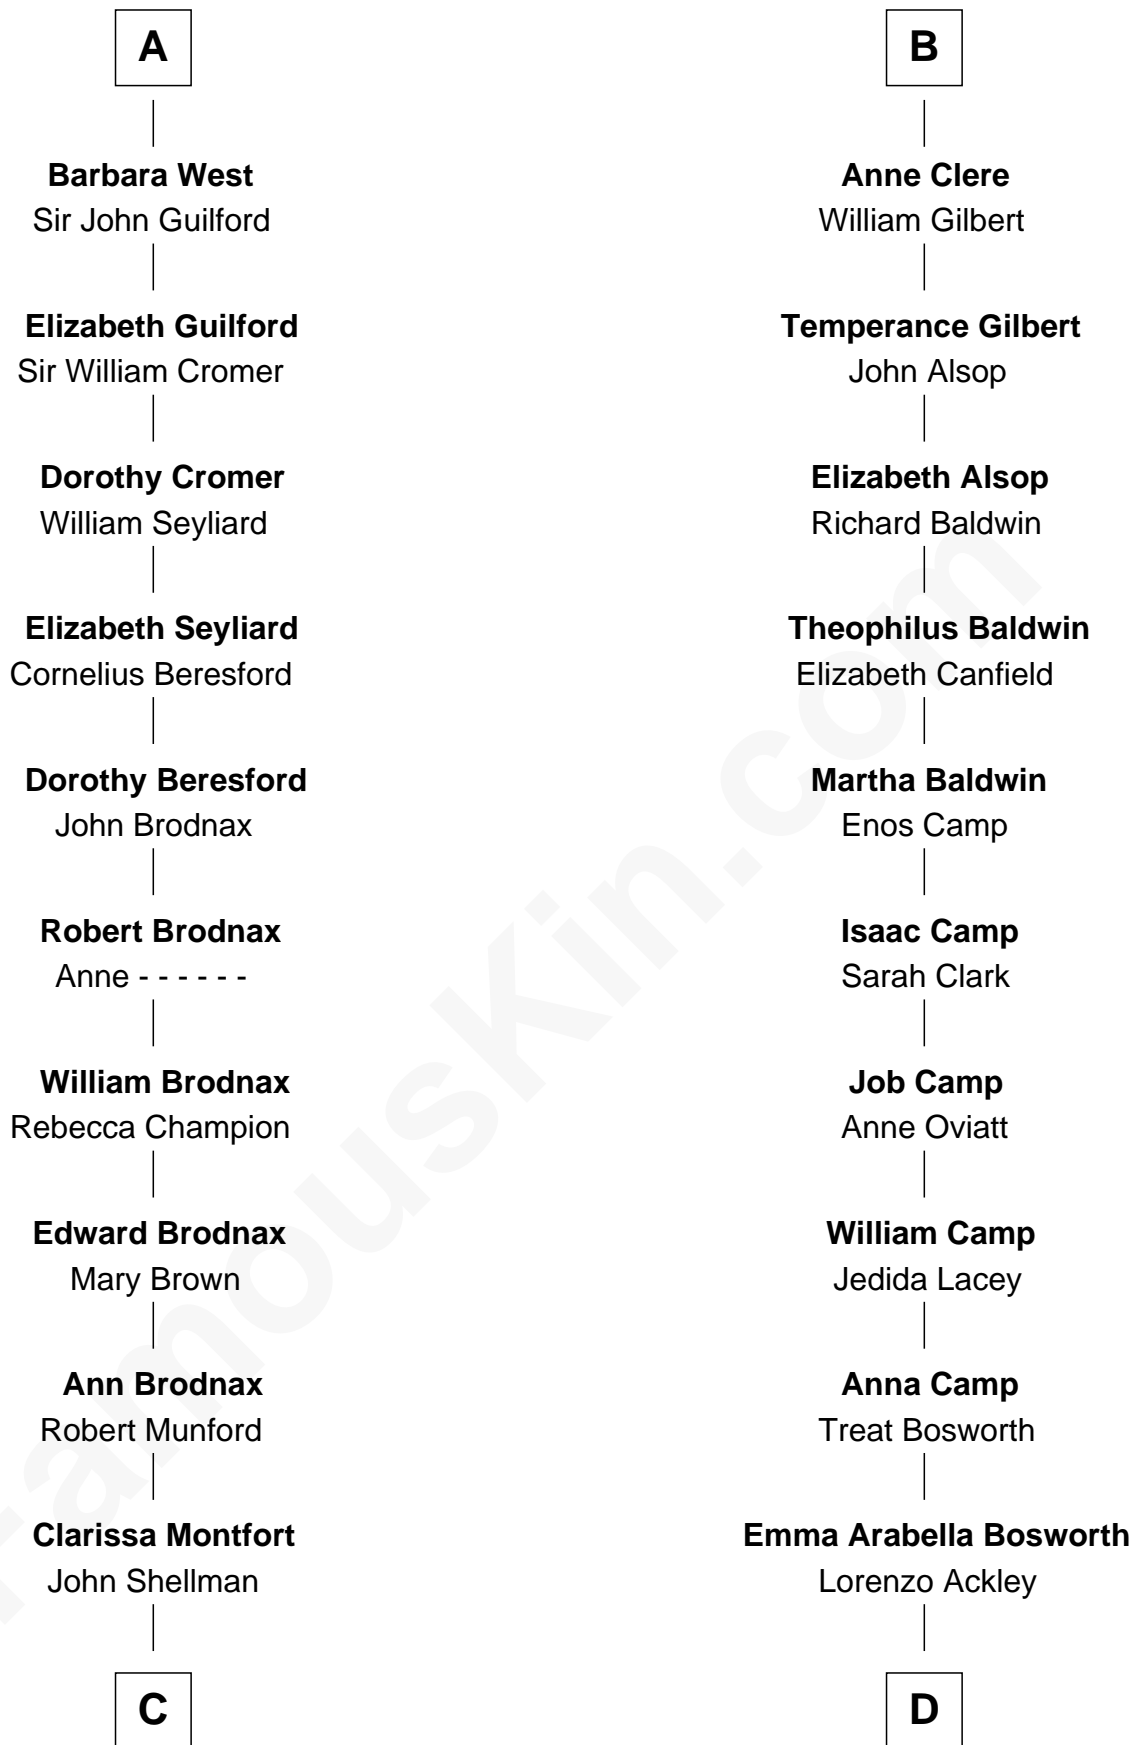 A
Barbara West
Sir John Guilford
Elizabeth Guilford
Sir William Cromer
Dorothy Cromer
William Seyliard
Elizabeth Seyliard
Cornelius Beresford
Dorothy Beresford
John Brodnax
Robert Brodnax
Anne - - - - - -
William Brodnax
Rebecca Champion
Edward Brodnax
Mary Brown
Ann Brodnax
Robert Munford
Clarissa Montfort
John Shellman
C
B
Anne Clere
William Gilbert
Temperance Gilbert
John Alsop
Elizabeth Alsop
Richard Baldwin
Theophilus Baldwin
Elizabeth Canfield
Martha Baldwin
Enos Camp
Isaac Camp
Sarah Clark
Job Camp
Anne Oviatt
William Camp
Jedida Lacey
Anna Camp
Treat Bosworth
Emma Arabella Bosworth
Lorenzo Ackley
D
FamousKin.com